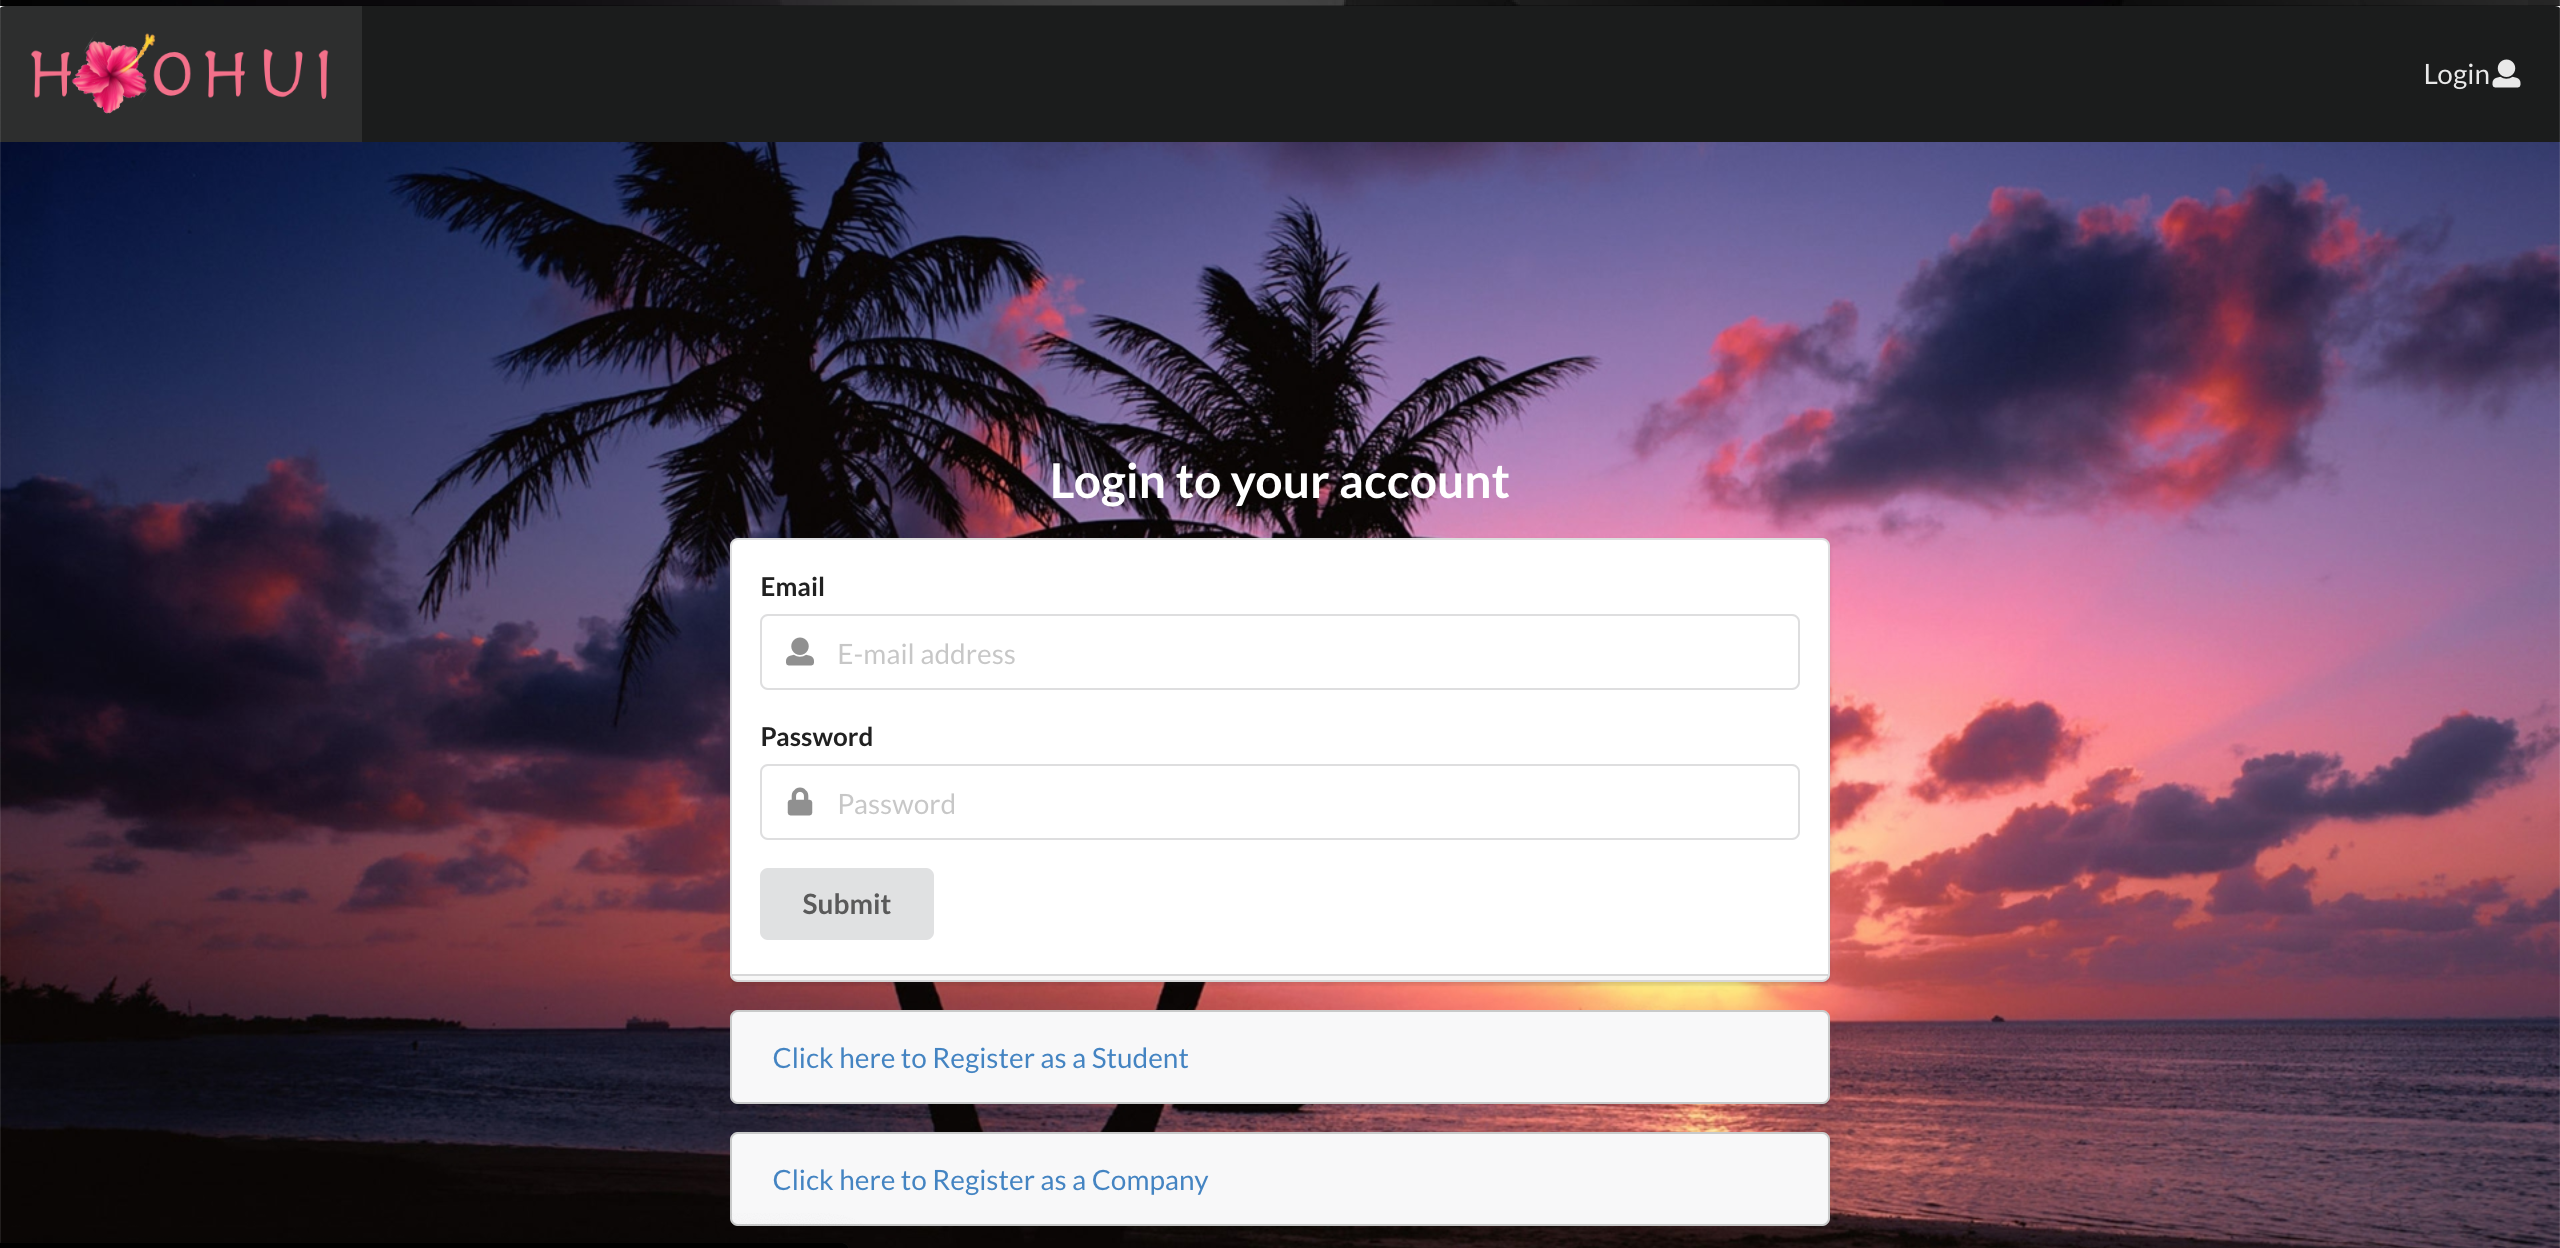 HOOHUI
Login
Login to your account
Email
E-mail address
Password
Password
Submit
Click here to Register as a Student
Click here to Register as a Company